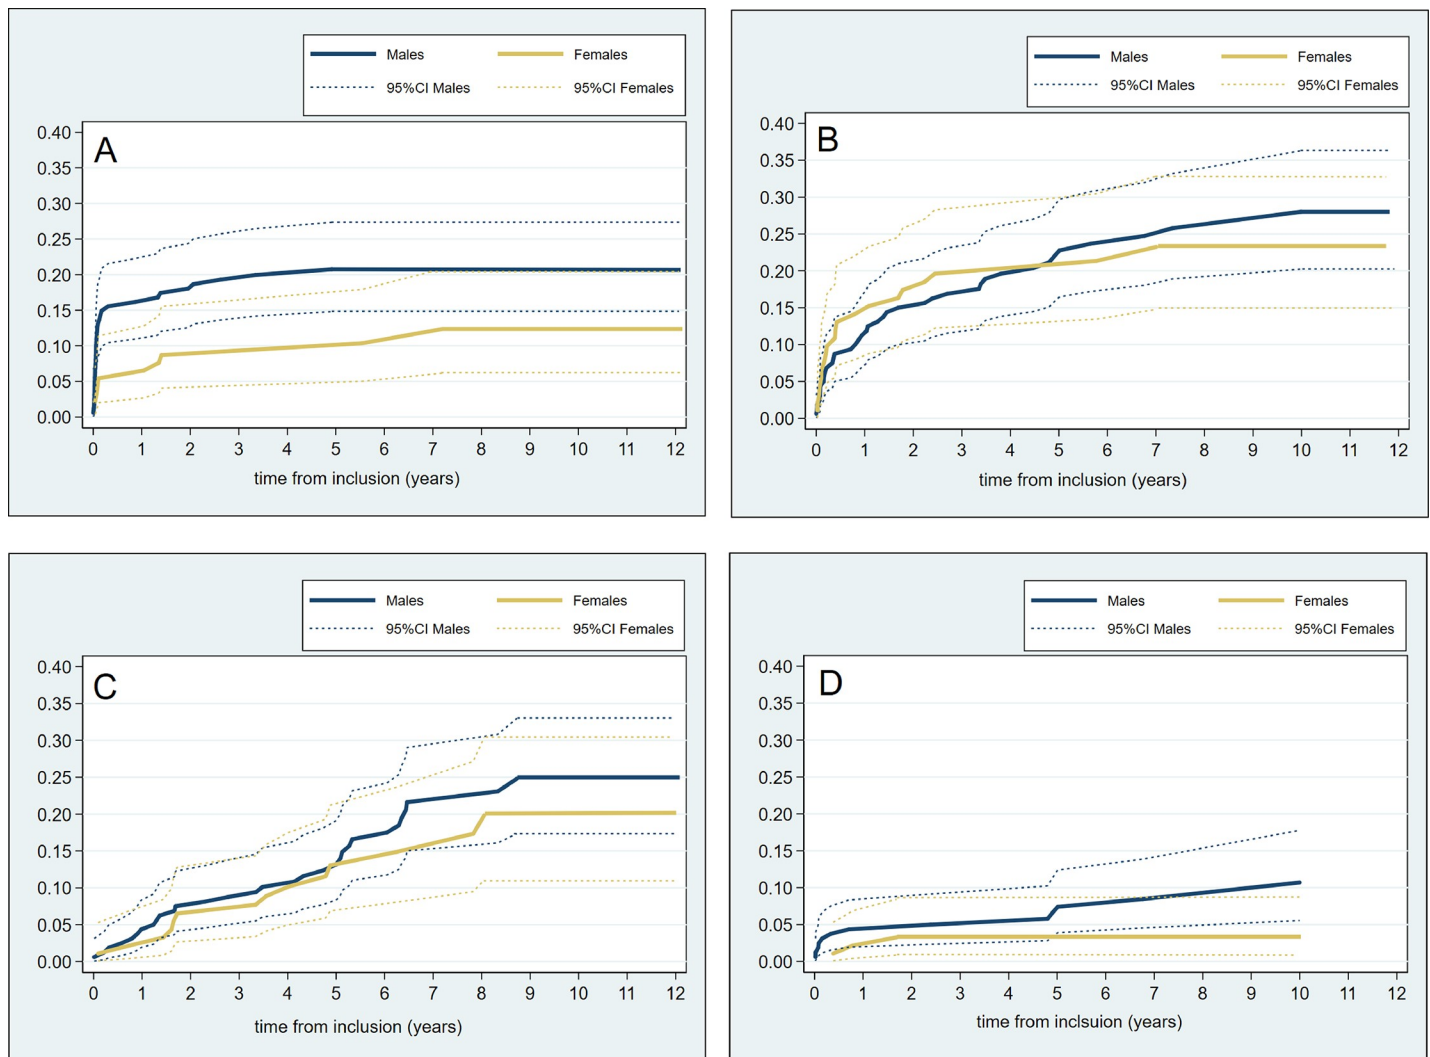 Males Females
95%CI Males 95%CI Females
A
0.40
0.35
0.30
0.25
0.20
0.15
0.10
0.05
0.00
0 1 2 3 4 5 6 7 8 9 10 11 12
time from inclusion (years)
Males Females
95%CI Males 95%CI Females
B
0.40
0.35
0.30
0.25
0.20
0.15
0.10
0.05
0.00
0 1 2 3 4 5 6 7 8 9 10 11 12
time from inclusion (years)
Males Females
95%CI Males 95%CI Females
C
0.40
0.35
0.30
0.25
0.20
0.15
0.10
0.05
0.00
0 1 2 3 4 5 6 7 8 9 10 11 12
time from inclusion (years)
Males Females
95%CI Males 95%CI Females
D
0.40
0.35
0.30
0.25
0.20
0.15
0.10
0.05
0.00
0 1 2 3 4 5 6 7 8 9 10 11 12
time from inclsuion (years)